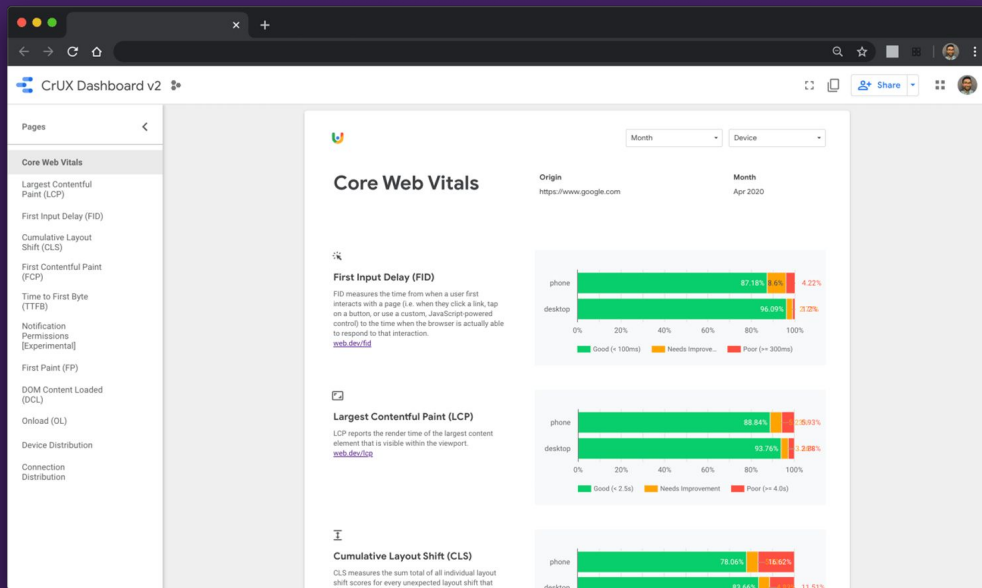 CrUX Dashboard v2
Share
Pages
Core Web Vitals
Largest Contentful
Paint (LCP)
First Input Delay (FID)
Cumulative Layout
Shift (CLS)
First Contentful Paint
(FCP)
Time to First Byte
(TTFB)
Notification
Permissions
[Experimental]
First Paint (FP)
DOM Content Loaded
(DCL)
Onload (OL)
Device Distribution
Connection
Distribution
Month
Device
Core Web Vitals
Origin
https://www.google.com
Month
Apr 2020
First Input Delay (FID)
FID measures the time from when a user first
interacts with a page (i.e. when they click a link, tap
on a button, or use a custom, JavaScript-powered
control) to the time when the browser is actually able
to respond to that interaction.
web.dev/fid
phone 87.18% 8.6% 4.22%
desktop 96.09%
0% 20% 40% 60% 80% 100%
Good (< 100ms) Needs Improve... Poor (>= 300ms)
Largest Contentful Paint (LCP)
LCP reports the render time of the largest content
element that is visible within the viewport.
web.dev/lcp
phone 88.84%
desktop 93.76%
0% 20% 40% 60% 80% 100%
Good (< 2.5s) Needs Improvement Poor (>= 4.0s)
Cumulative Layout Shift (CLS)
CLS measures the sum total of all individual layout
shift scores for every unexpected layout shift that
phone 78.06%
desktop 82.66% 11.51%